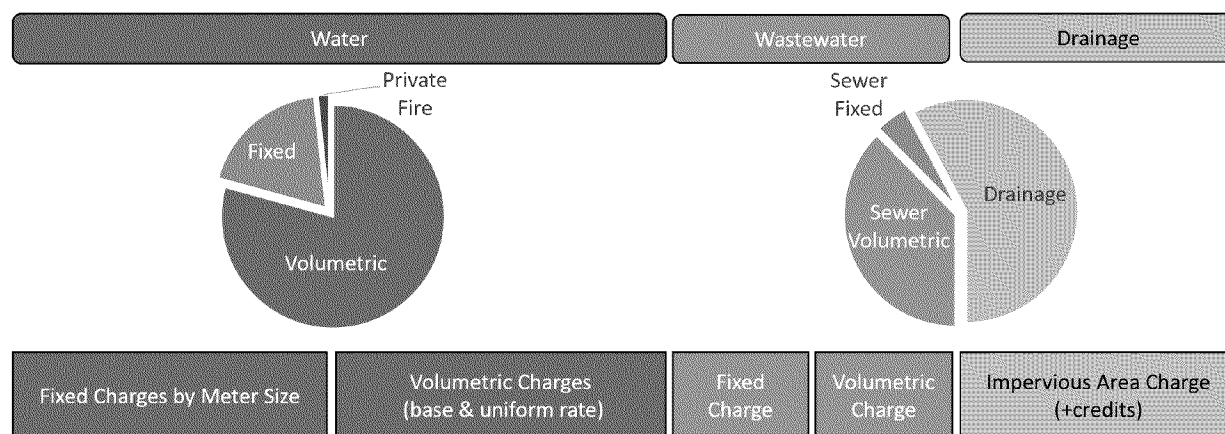 Water
Wastewater
Drainage
Private
Fire
Fixed
Volumetric
Sewer
Fixed
Sewer
Volumetric
Drainage
Fixed Charges by Meter Size
Volumetric Charges
(base & uniform rate)
Fixed
Charge
Volumetric
Charge
Impervious Area Charge
(+credits)